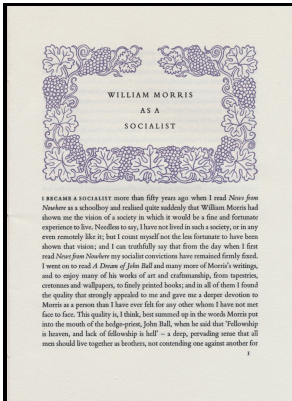 WILLIAM MORRIS
AS A
SOCIALIST
I BECAME A SOCIALIST more than fifty years ago when I read News from
Nowhere as a schoolboy and realised quite suddenly that William Morris had
shown me the vision of a society in which it would be a fine and fortunate
experience to live. Needless to say, I have not lived in such a society, or in any
even remotely like it; but I count myself not the less fortunate to have been
shown that vision; and I can truthfully say that from the day when I first
read News from Nowhere my socialist convictions have remained firmly fixed.
I went on to read A Dream of John Ball and many more of Morris's writings,
and to enjoy many of his works of art and craftsmanship, from tapestries,
cretonnes and wallpapers, to finely printed books; and in all of them I found
the quality that strongly appealed to me and gave me a deeper devotion to
Morris as a person than I have ever felt for any other whom I have not met
face to face. This quality is, I think, best summed up in the words Morris put
into the mouth of the hedge-priest, John Ball, when he said that 'Fellowship
is heaven, and lack of fellowship is hell' – a deep, pervading sense that all
men should live together as brothers, not contending one against another for
1